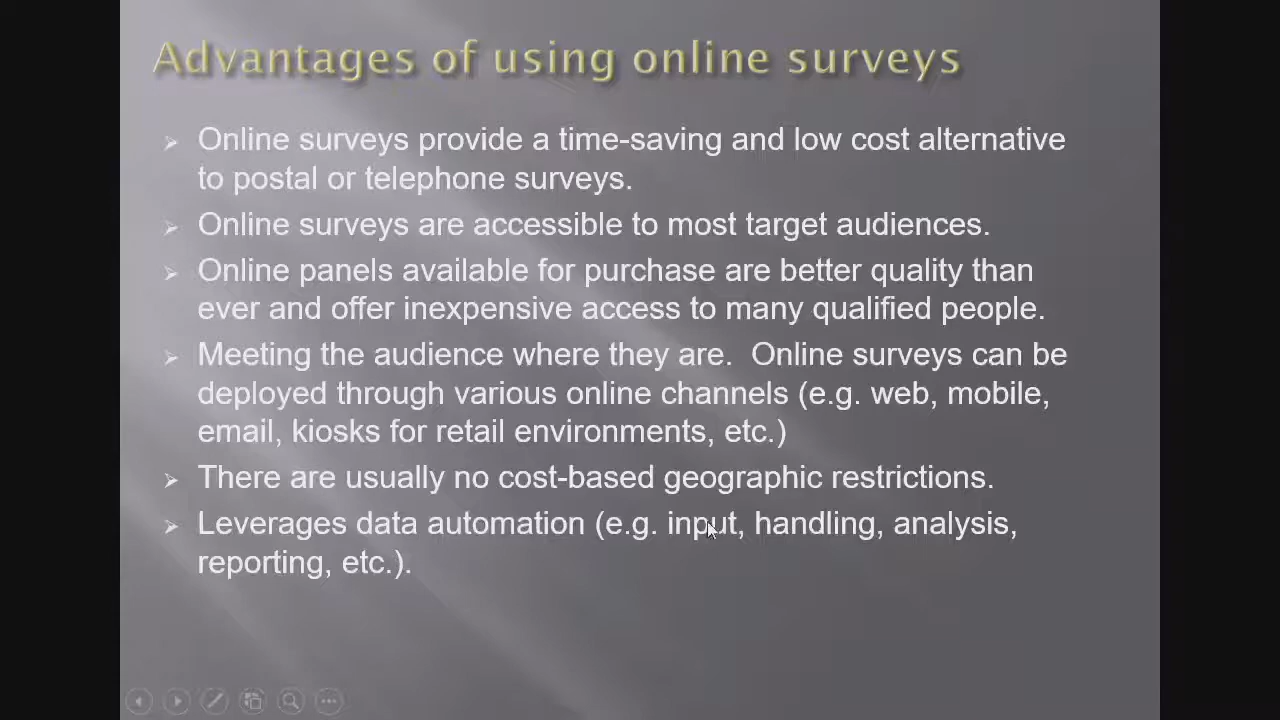 Advantages of using online surveys
Online surveys provide a time-saving and low cost alternative
to postal or telephone surveys.
Online surveys are accessible to most target audiences.
Online panels available for purchase are better quality than
ever and offer inexpensive access to many qualified people.
Meeting the audience where they are.  Online surveys can be
deployed through various online channels (e.g. web, mobile,
email, kiosks for retail environments, etc.)
There are usually no cost-based geographic restrictions.
Leverages data automation (e.g. input, handling, analysis,
reporting, etc.).